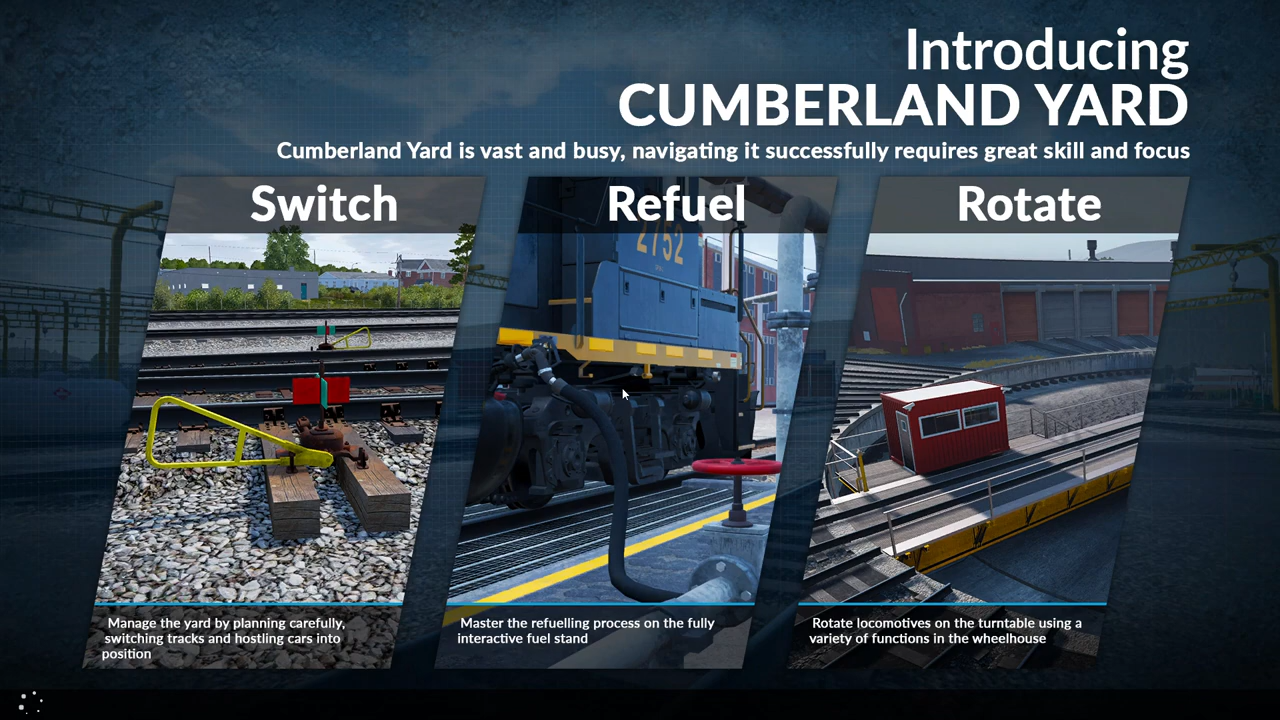 Introducing
CUMBERLAND YARD
Cumberland Yard is vast and busy, navigating it successfully requires great skill and focus
Switch
Manage the yard by planning carefully,
switching tracks and hostling cars into
position
Refuel
2752
Master the refuelling process on the fully
interactive fuel stand
Rotate
Rotate locomotives on the turntable using a
variety of functions in the wheelhouse